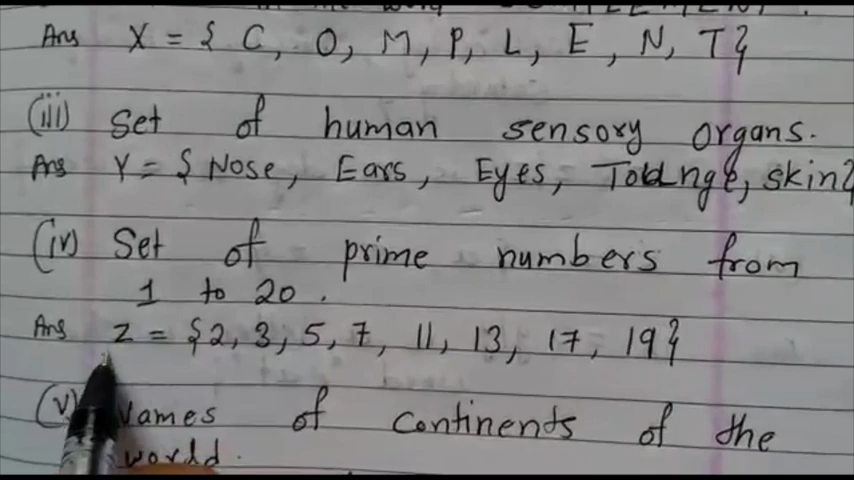 Ans X = { C, O, M, P, L, E, N, T}
(iii) Set of human sensory organs.
Ans Y = { Nose, Ears, Eyes, Tounge, skin}
(iv) Set of prime numbers from
1 to 20.
Ans Z = {2, 3, 5, 7, 11, 13, 17, 19}
(v) Names of continents of the
world.